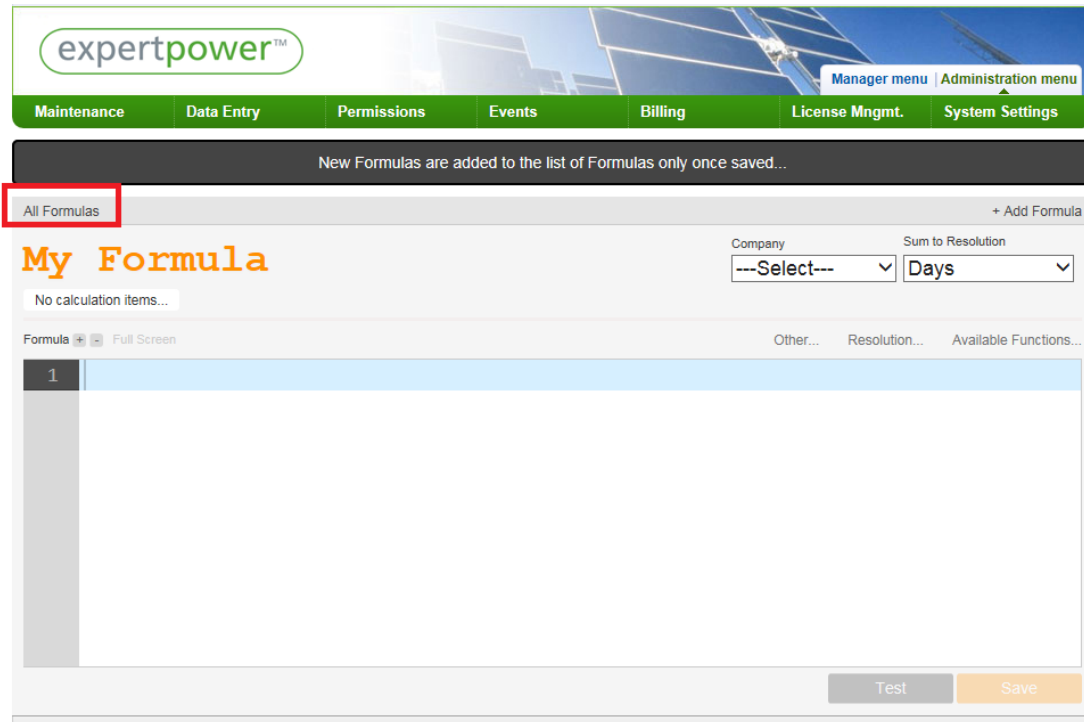 expertpower™
Manager menu | Administration menu
Maintenance Data Entry Permissions Events Billing License Mngmt. System Settings
New Formulas are added to the list of Formulas only once saved...
All Formulas + Add Formula
Company Sum to Resolution
My Formula ---Select--- Days
No calculation items...
Formula + - Full Screen Other... Resolution... Available Functions...
1
Test Save